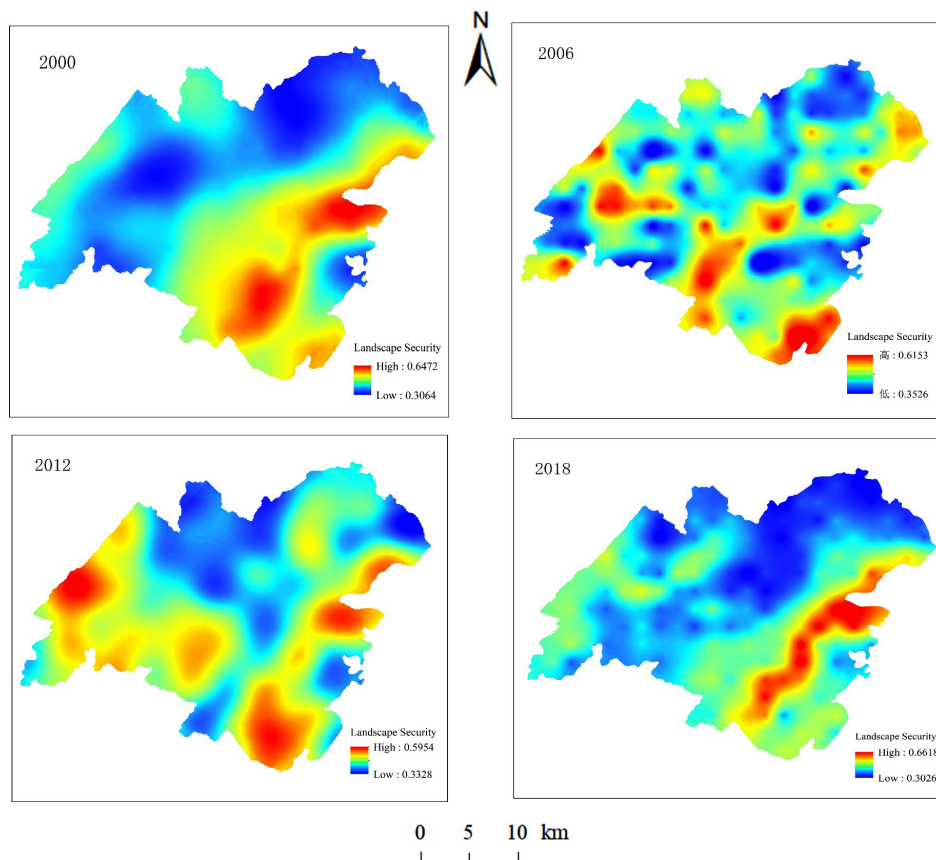 N
2000
Landscape Security
High : 0.6472
Low : 0.3064
2006
Landscape Security
高 : 0.6153
低 : 0.3526
2012
Landscape Security
High : 0.5954
Low : 0.3328
2018
Landscape Security
High : 0.6618
Low : 0.3026
0 5 10 km